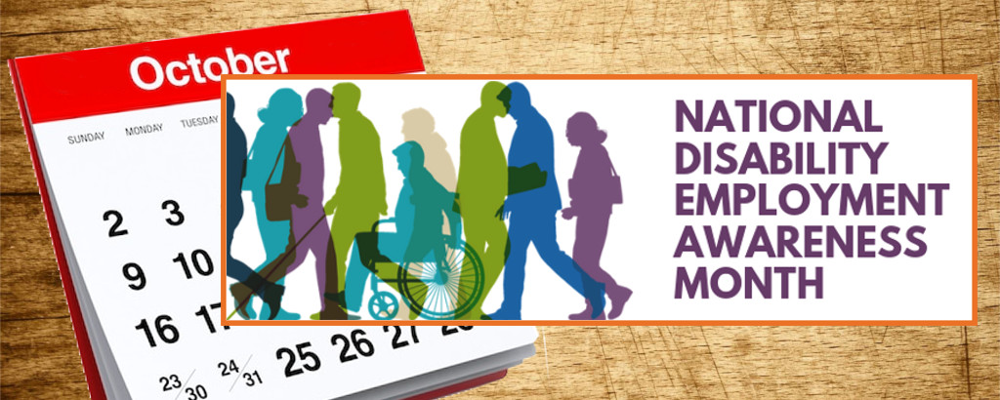 October
SUNDAY MONDAY TUESDAY
2 3
9 10
16 17
23/30 24/31 25 26 27
NATIONAL
DISABILITY
EMPLOYMENT
AWARENESS
MONTH